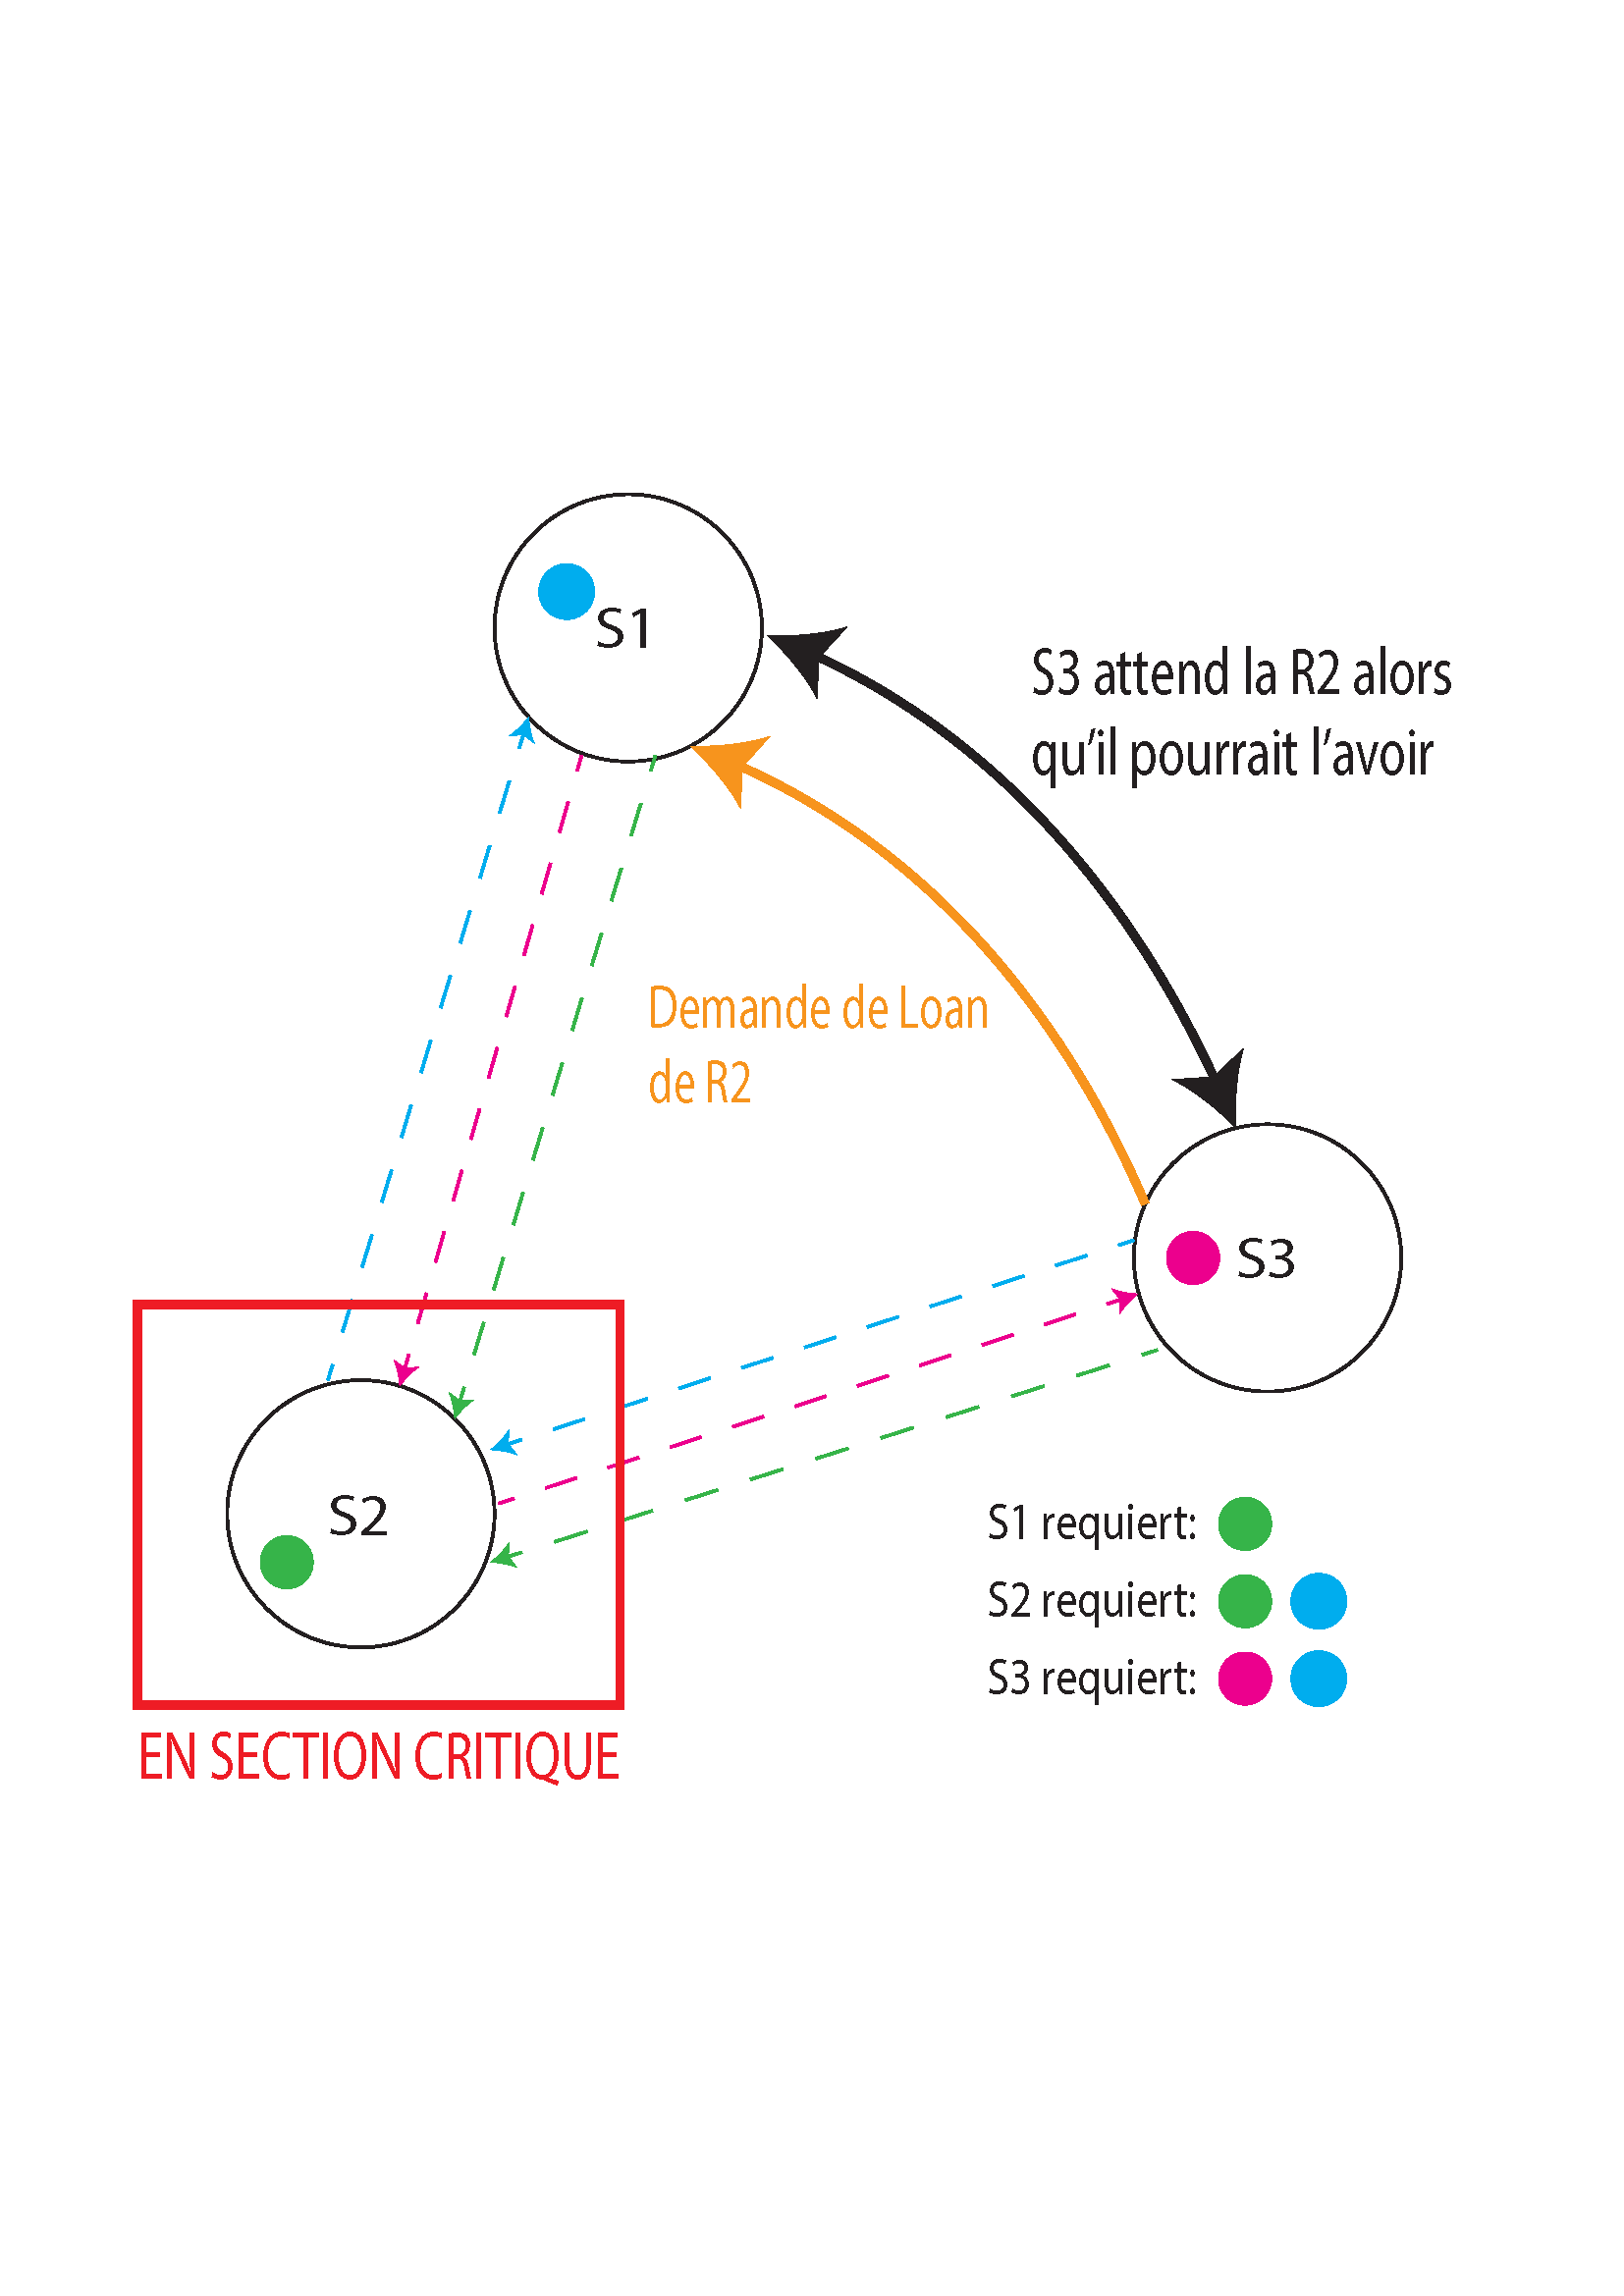 S1
S3 attend la R2 alors
qu’il pourrait l’avoir
Demande de Loan
de R2
S3
S2
S1 requiert:
S2 requiert:
S3 requiert:
EN SECTION CRITIQUE